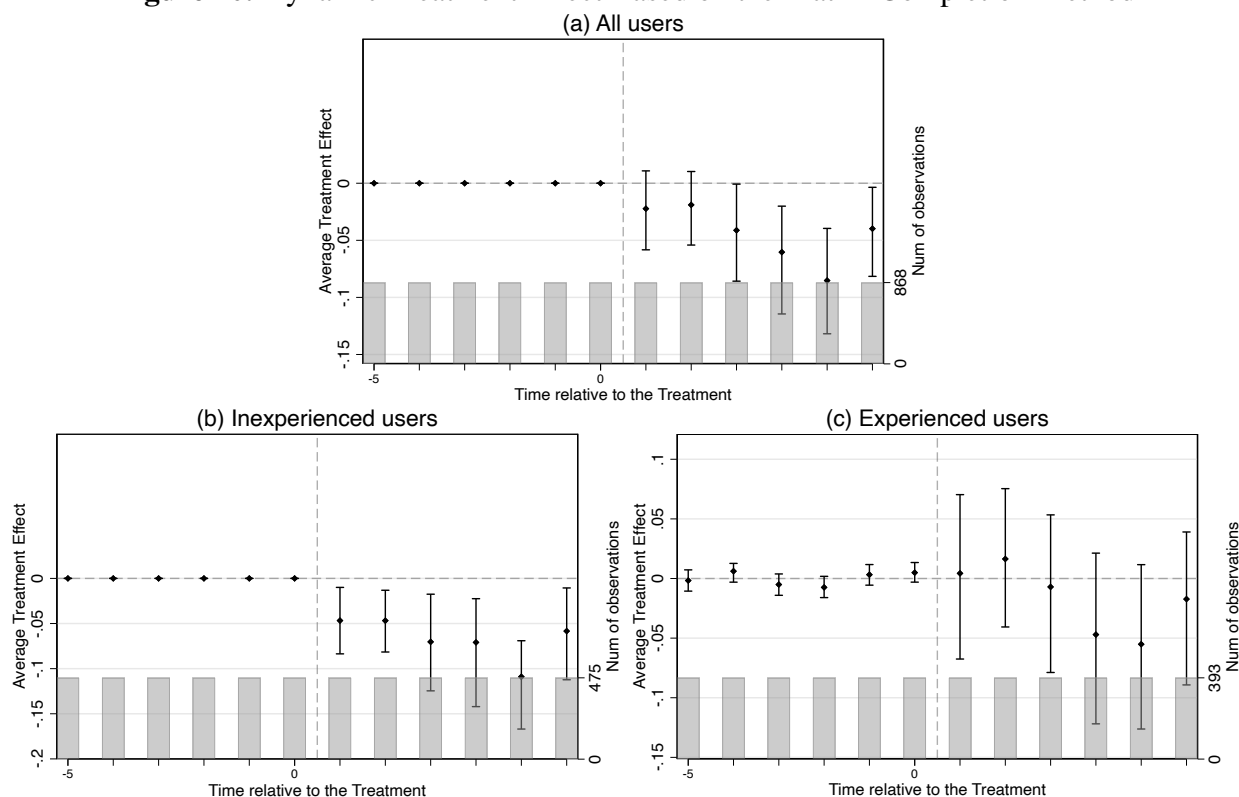 (a) All users
Average Treatment Effect
0
-.05
-.1
-.15
Num of observations
868
0
-5
0
Time relative to the Treatment
(b) Inexperienced users
Average Treatment Effect
0
-.05
-.1
-.15
-.2
Num of observations
475
0
-5
0
Time relative to the Treatment
(c) Experienced users
Average Treatment Effect
.1
.05
0
-.05
-.1
-.15
Num of observations
393
0
-5
0
Time relative to the Treatment